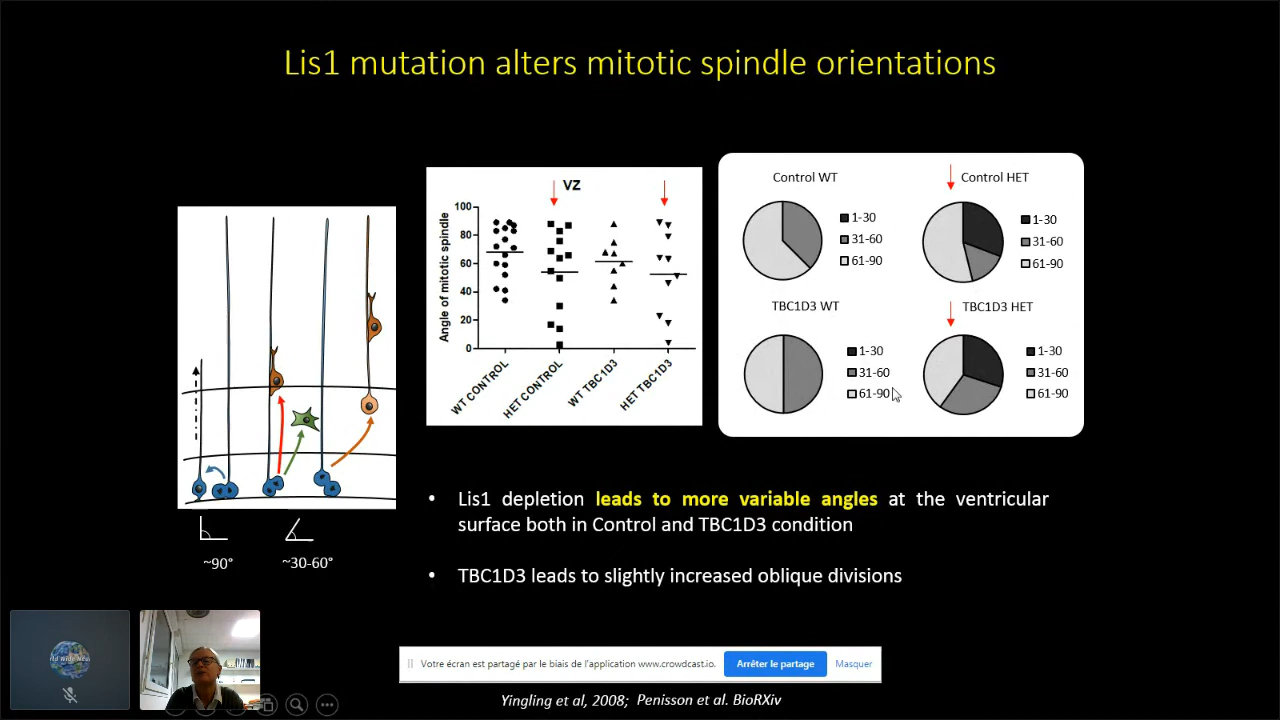 Lis1 mutation alters mitotic spindle orientations
VZ
Angle of mitotic spindle
100
80
60
40
20
0
WT CONTROL
HET CONTROL
WT TBC1D3
HET TBC1D3
Control WT
1-30
31-60
61-90
Control HET
1-30
31-60
61-90
TBC1D3 WT
1-30
31-60
61-90
TBC1D3 HET
1-30
31-60
61-90
~90°
~30-60°
• Lis1 depletion leads to more variable angles at the ventricular
surface both in Control and TBC1D3 condition
• TBC1D3 leads to slightly increased oblique divisions
Votre écran est partagé par le biais de l'application www.crowdcast.io.
Arrêter le partage
Masquer
Yingling et al, 2008; Penisson et al. BioRXiv